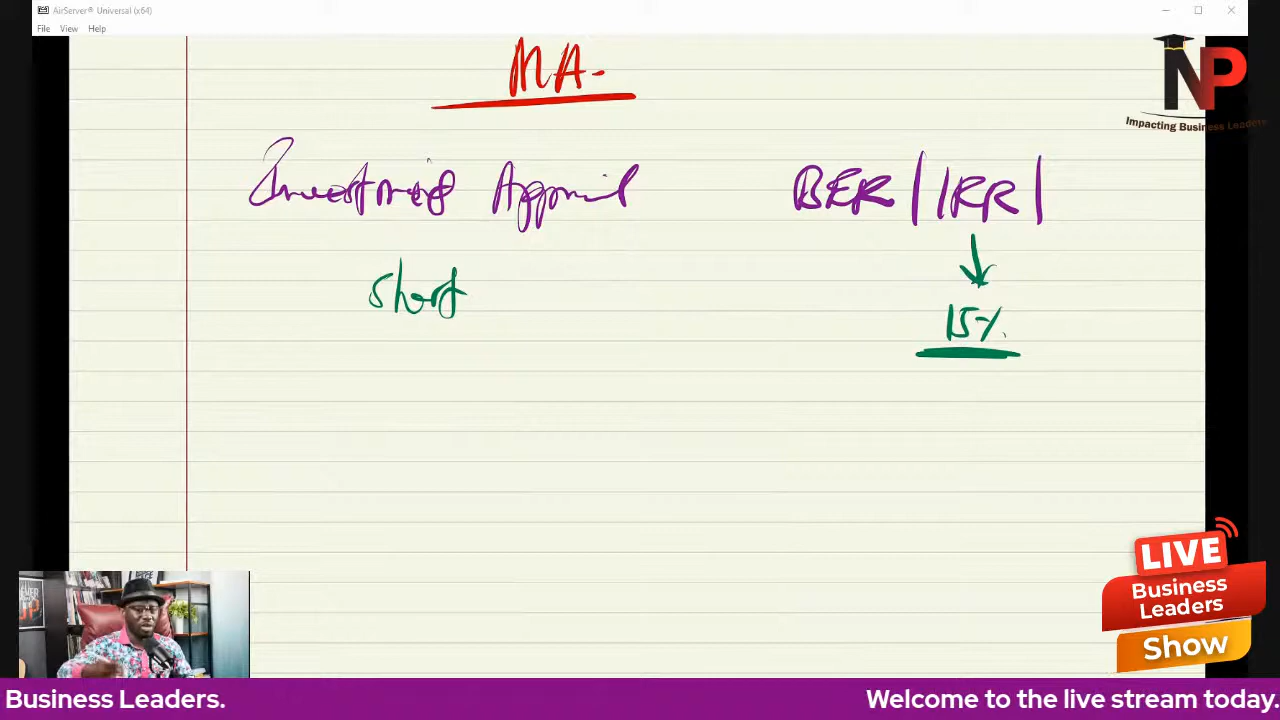 AirServer® Universal (x64)
File View Help
MA.
NP
Impacting Business Leaders
Investment Appraisal BER | IRR |
Short
15%
LIVE
Business
Leaders
Show
Business Leaders. Welcome to the live stream today.